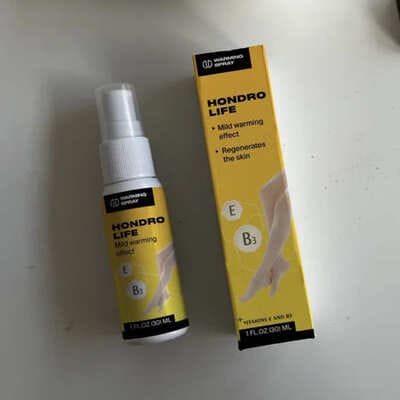 WARMING
SPRAY
HONDRO
LIFE
Mild warming
effect
E
B3
1 FL.OZ (30) ML
WARMING
SPRAY
HONDRO
LIFE
• Mild warming
effect
• Regenerates
the skin
E
B3
+ VITAMINS E AND B3
1 FL.OZ (30) ML